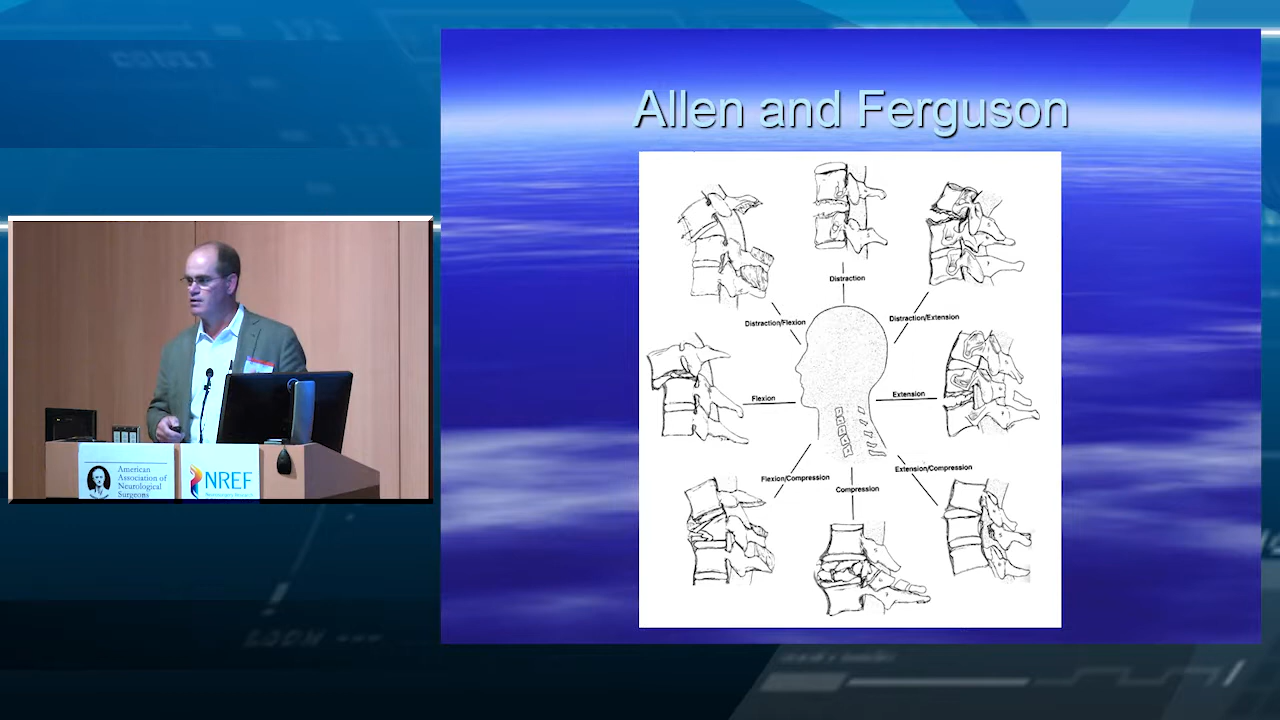 Allen and Ferguson
Distraction
Distraction/Flexion
Distraction/Extension
Flexion
Extension
Flexion/Compression
Extension/Compression
Compression
American
Association of
Neurological
Surgeons
NREF